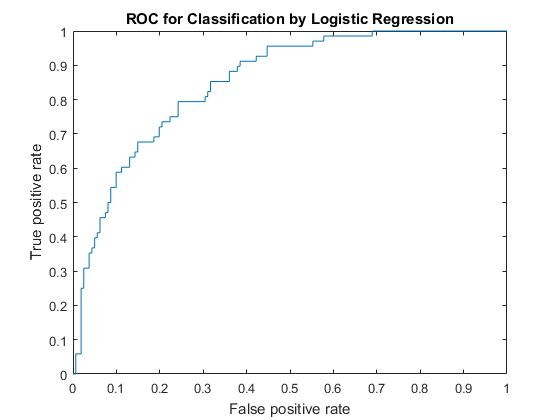 ROC for Classification by Logistic Regression
1
0.9
0.8
0.7
0.6
0.5
0.4
0.3
0.2
0.1
0
True positive rate
0 0.1 0.2 0.3 0.4 0.5 0.6 0.7 0.8 0.9 1
False positive rate